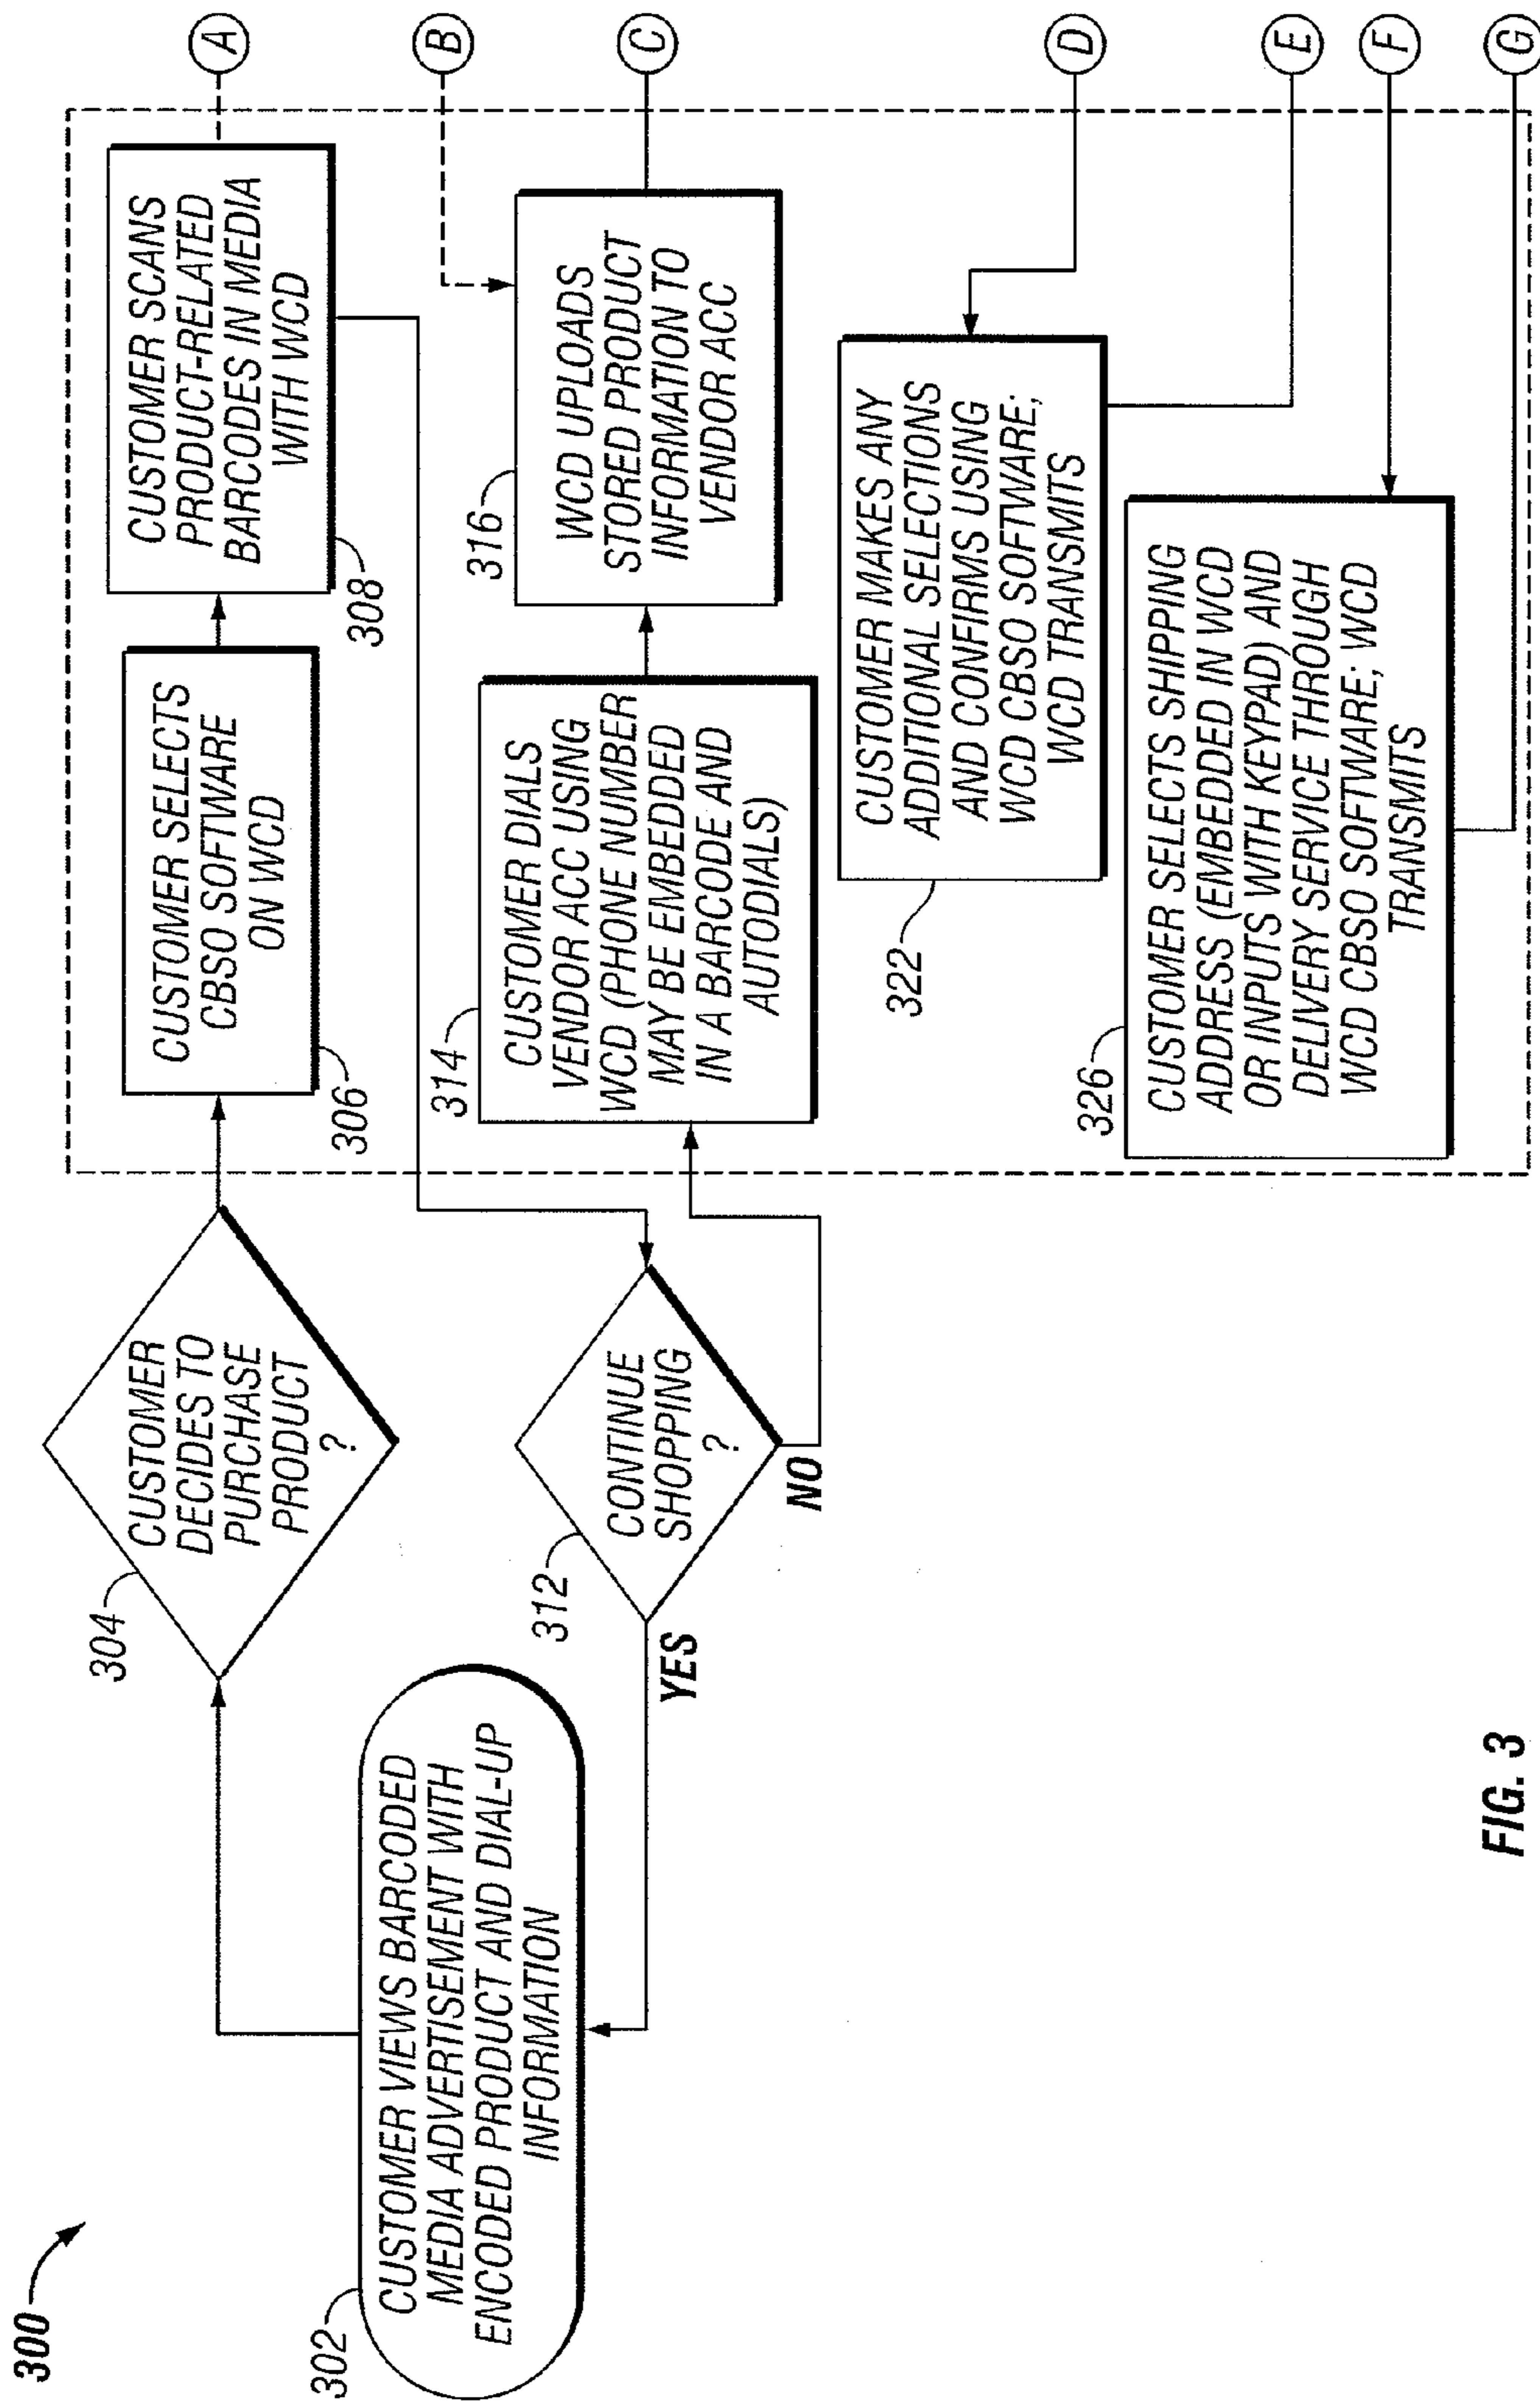 300
302
CUSTOMER VIEWS BARCODED
MEDIA ADVERTISEMENT WITH
ENCODED PRODUCT AND DIAL-UP
INFORMATION
304
CUSTOMER
DECIDES TO
PURCHASE
PRODUCT
?
306
CUSTOMER SELECTS
CBSO SOFTWARE
ON WCD
308
CUSTOMER SCANS
PRODUCT-RELATED
BARCODES IN MEDIA
WITH WCD
A
B
312
CONTINUE
SHOPPING
?
YES
NO
314
CUSTOMER DIALS
VENDOR ACC USING
WCD (PHONE NUMBER
MAY BE EMBEDDED
IN A BARCODE AND
AUTODIALS)
316
WCD UPLOADS
STORED PRODUCT
INFORMATION TO
VENDOR ACC
C
322
CUSTOMER MAKES ANY
ADDITIONAL SELECTIONS
AND CONFIRMS USING
WCD CBSO SOFTWARE;
WCD TRANSMITS
D
E
326
CUSTOMER SELECTS SHIPPING
ADDRESS (EMBEDDED IN WCD
OR INPUTS WITH KEYPAD) AND
DELIVERY SERVICE THROUGH
WCD CBSO SOFTWARE; WCD
TRANSMITS
F
G
FIG. 3